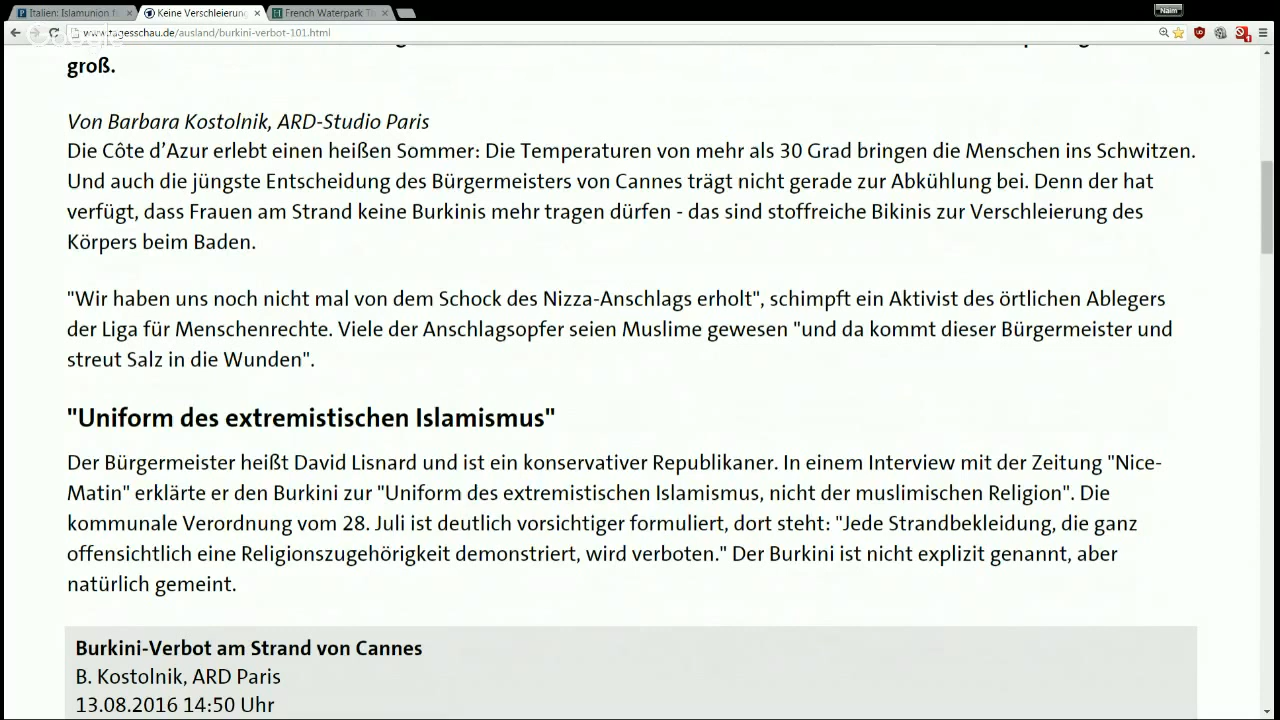 Italien: Islamunion f
Keine Verschleierung
French Waterpark T
Naim
www.tagesschau.de/ausland/burkini-verbot-101.html
Google
groß.
Von Barbara Kostolnik, ARD-Studio Paris
Die Côte d’Azur erlebt einen heißen Sommer: Die Temperaturen von mehr als 30 Grad bringen die Menschen ins Schwitzen.
Und auch die jüngste Entscheidung des Bürgermeisters von Cannes trägt nicht gerade zur Abkühlung bei. Denn der hat
verfügt, dass Frauen am Strand keine Burkinis mehr tragen dürfen - das sind stoffreiche Bikinis zur Verschleierung des
Körpers beim Baden.
"Wir haben uns noch nicht mal von dem Schock des Nizza-Anschlags erholt", schimpft ein Aktivist des örtlichen Ablegers
der Liga für Menschenrechte. Viele der Anschlagsopfer seien Muslime gewesen "und da kommt dieser Bürgermeister und
streut Salz in die Wunden".
"Uniform des extremistischen Islamismus"
Der Bürgermeister heißt David Lisnard und ist ein konservativer Republikaner. In einem Interview mit der Zeitung "Nice-
Matin" erklärte er den Burkini zur "Uniform des extremistischen Islamismus, nicht der muslimischen Religion". Die
kommunale Verordnung vom 28. Juli ist deutlich vorsichtiger formuliert, dort steht: "Jede Strandbekleidung, die ganz
offensichtlich eine Religionszugehörigkeit demonstriert, wird verboten." Der Burkini ist nicht explizit genannt, aber
natürlich gemeint.
Burkini-Verbot am Strand von Cannes
B. Kostolnik, ARD Paris
13.08.2016 14:50 Uhr